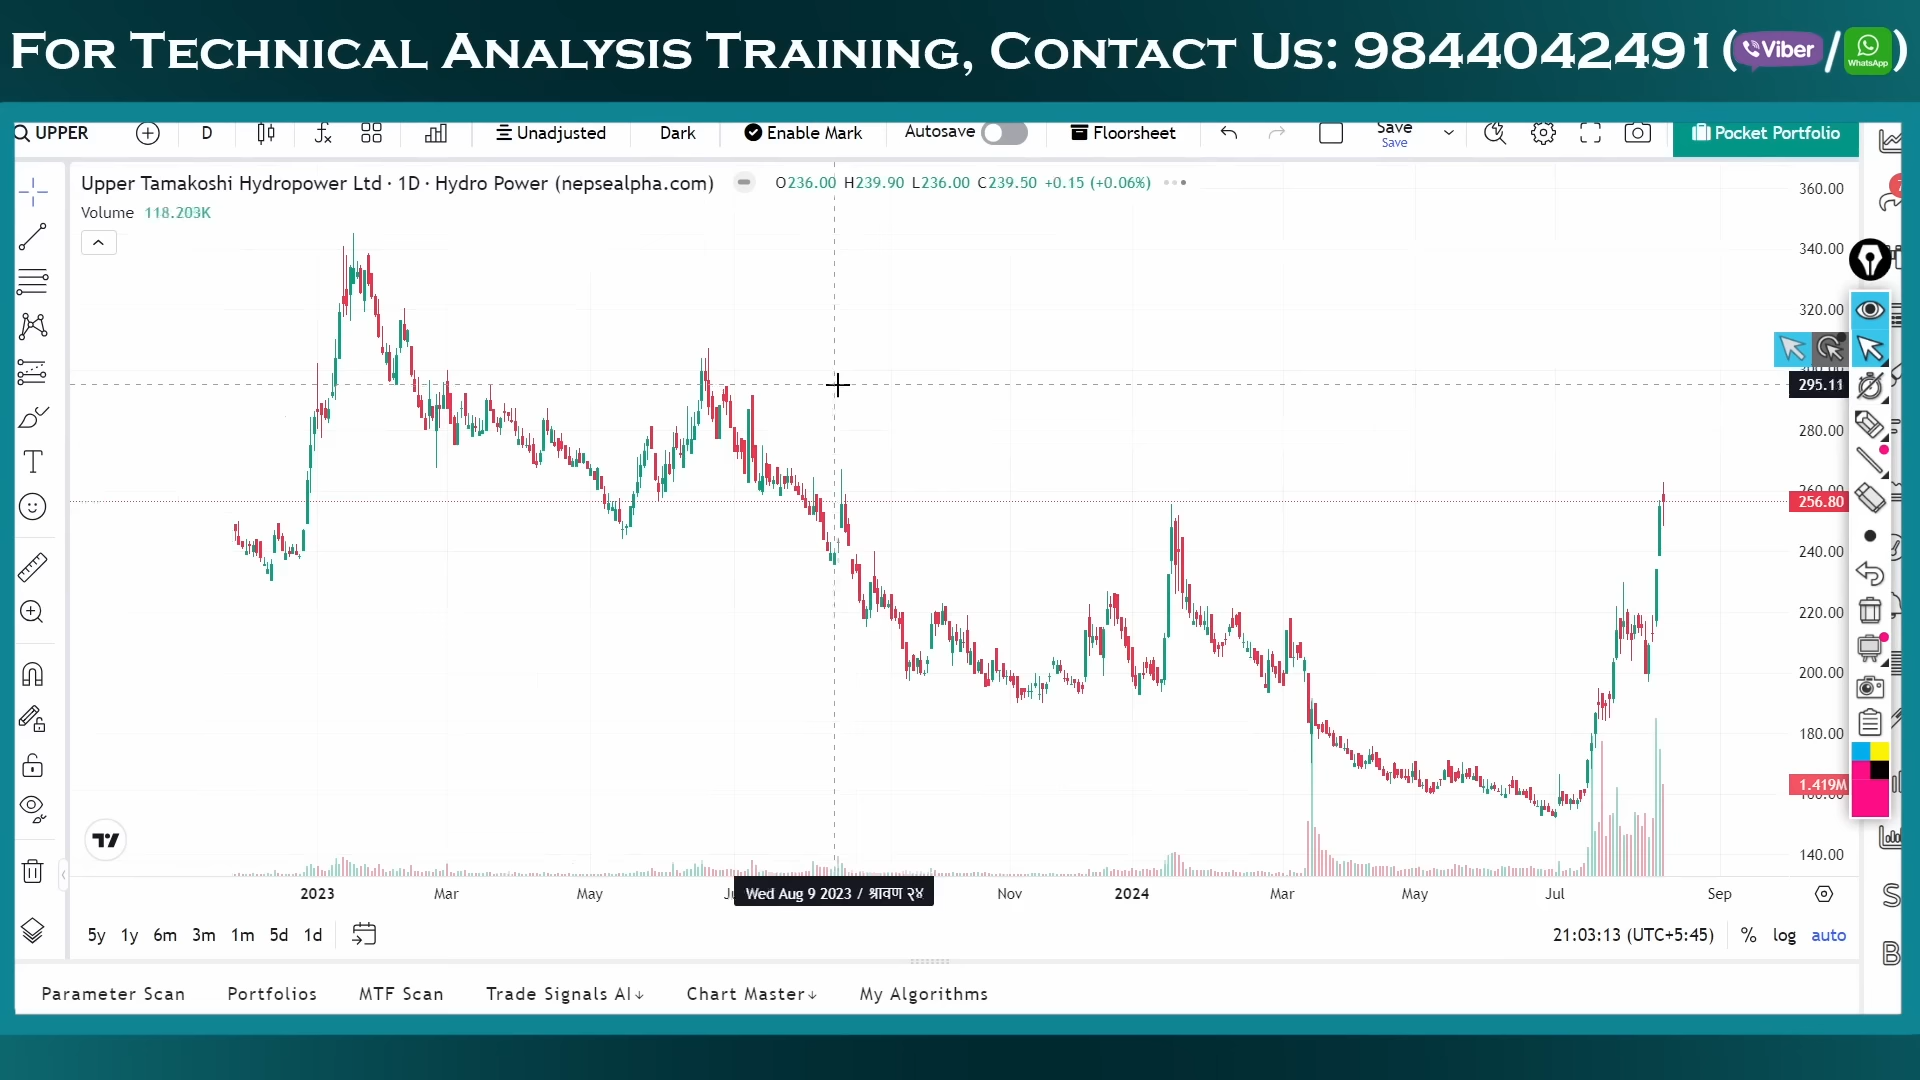 FOR TECHNICAL ANALYSIS TRAINING, CONTACT US: 9844042491(Viber/WhatsApp)
UPPER D Unadjusted Dark Enable Mark Autosave Floorsheet Save Pocket Portfolio
Save
Upper Tamakoshi Hydropower Ltd · 1D · Hydro Power (nepsealpha.com) O236.00 H239.90 L236.00 C239.50 +0.15 (+0.06%)
Volume 118.203K
360.00
340.00
320.00
295.11
280.00
256.80
240.00
220.00
200.00
180.00
1.419M
140.00
2023 Mar May Wed Aug 9 2023 / श्रावण २४ Nov 2024 Mar May Jul Sep
5y 1y 6m 3m 1m 5d 1d 21:03:13 (UTC+5:45) % log auto
Parameter Scan Portfolios MTF Scan Trade Signals AI↓ Chart Master↓ My Algorithms